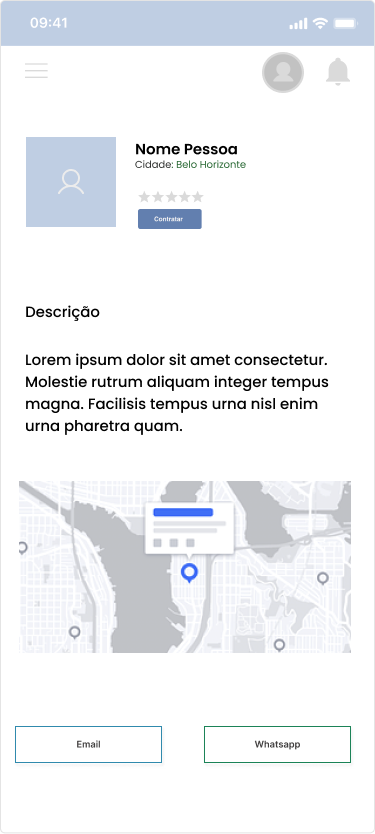 09:41
Nome Pessoa
Cidade: Belo Horizonte
Contratar
Descrição
Lorem ipsum dolor sit amet consectetur.
Molestie rutrum aliquam integer tempus
magna. Facilisis tempus urna nisl enim
urna pharetra quam.
Email
Whatsapp